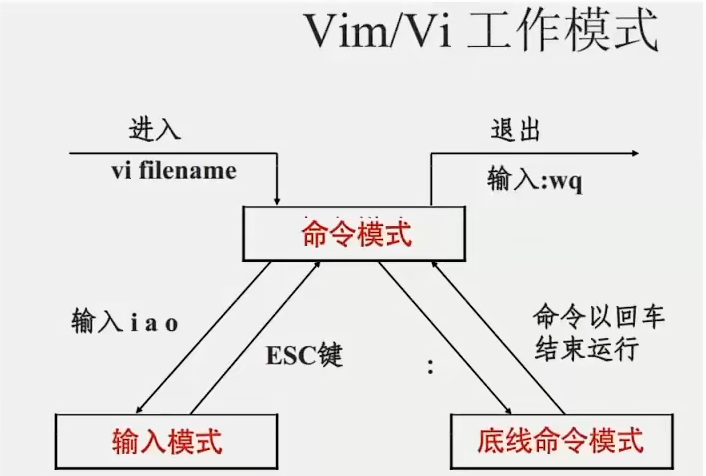 Vim/Vi 工作模式
进入
退出
vi filename
输入:wq
命令模式
输入 i a o
ESC键
:
命令以回车
结束运行
输入模式
底线命令模式